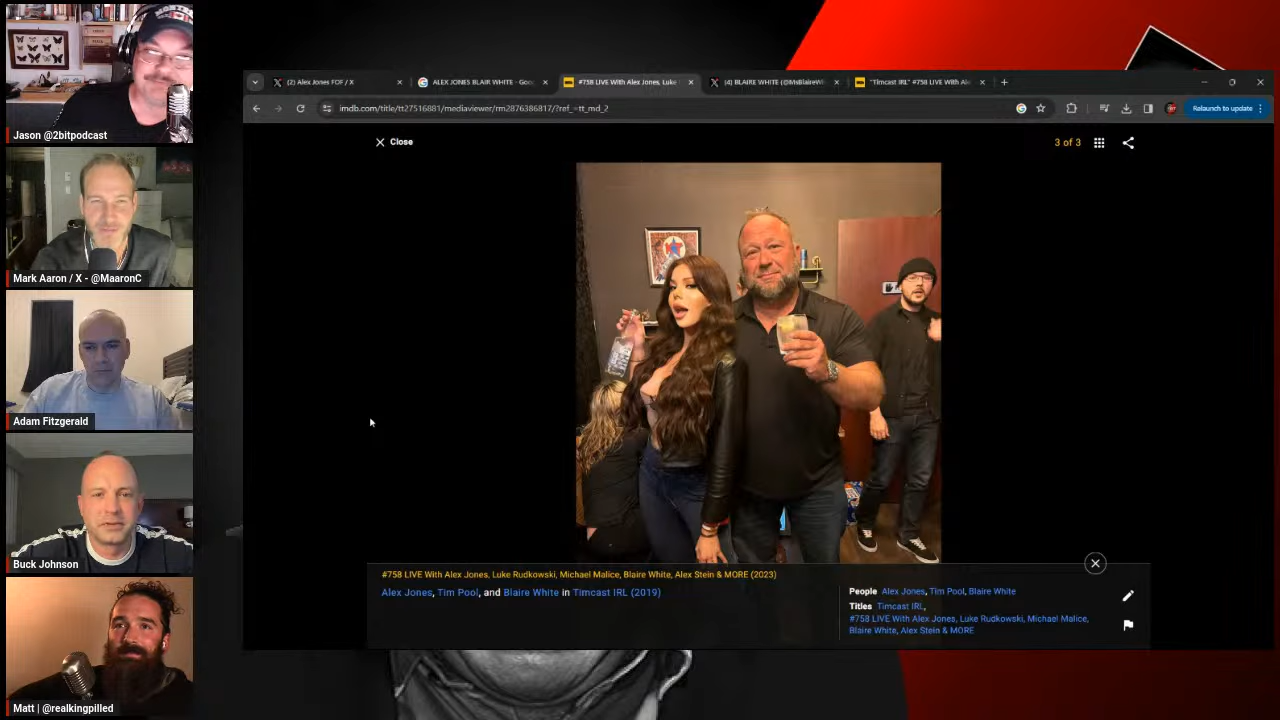 Jason @2bitpodcast
Mark Aaron / X - @MaaronC
Adam Fitzgerald
Buck Johnson
Matt | @realkingpilled
(2) Alex Jones FOF / X
ALEX JONES BLAIR WHITE - Goo
#758 LIVE With Alex Jones, Luke
(4) BLAIRE WHITE (@MsBlaireWh
"Timcast IRL" #758 LIVE With Al
imdb.com/title/tt27516881/mediaviewer/rm2876386817/?ref_=tt_md_2
Relaunch to update
Close
3 of 3
#758 LIVE With Alex Jones, Luke Rudkowski, Michael Malice, Blaire White, Alex Stein & MORE (2023)
Alex Jones, Tim Pool, and Blaire White in Timcast IRL (2019)
People Alex Jones, Tim Pool, Blaire White
Titles Timcast IRL,
#758 LIVE With Alex Jones, Luke Rudkowski, Michael Malice,
Blaire White, Alex Stein & MORE